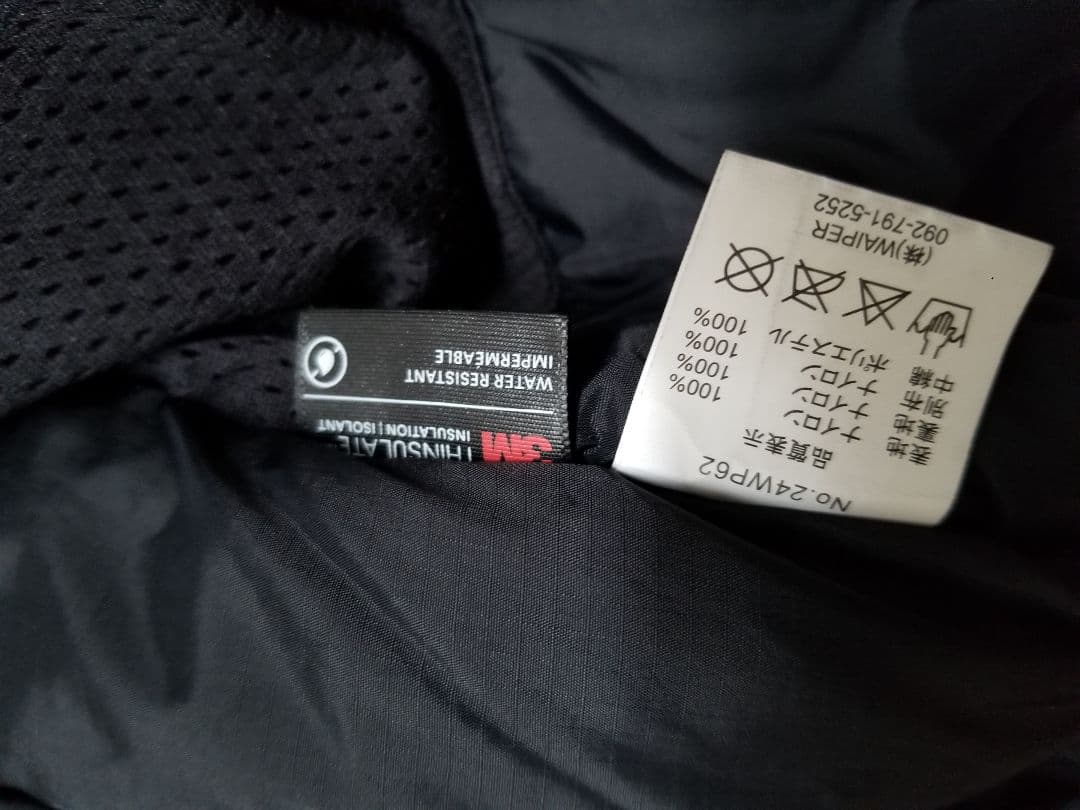 3M THINSULATE
INSULATION | ISOLANT
WATER RESISTANT
IMPERMÉABLE
No.24WP62
品質表示
表地 ナイロン 100%
裏地 ナイロン 100%
別布 ナイロン 100%
中綿 ポリエステル 100%
(株)WAIPER
092-791-5252